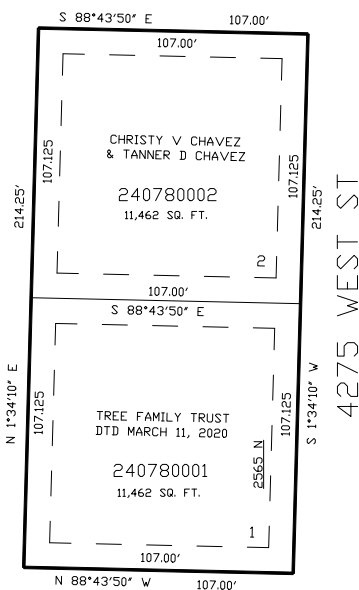 S 88°43'50" E 107.00'
107.00'
CHRISTY V CHAVEZ
& TANNER D CHAVEZ
240780002
11,462 SQ. FT.
107.125
107.125
214.25'
214.25'
2
107.00'
S 88°43'50" E
4275 WEST ST
TREE FAMILY TRUST
DTD MARCH 11, 2020
240780001
11,462 SQ. FT.
N 1°34'10" E
107.125
107.125
S 1°34'10" W
2565 N
1
107.00'
N 88°43'50" W 107.00'